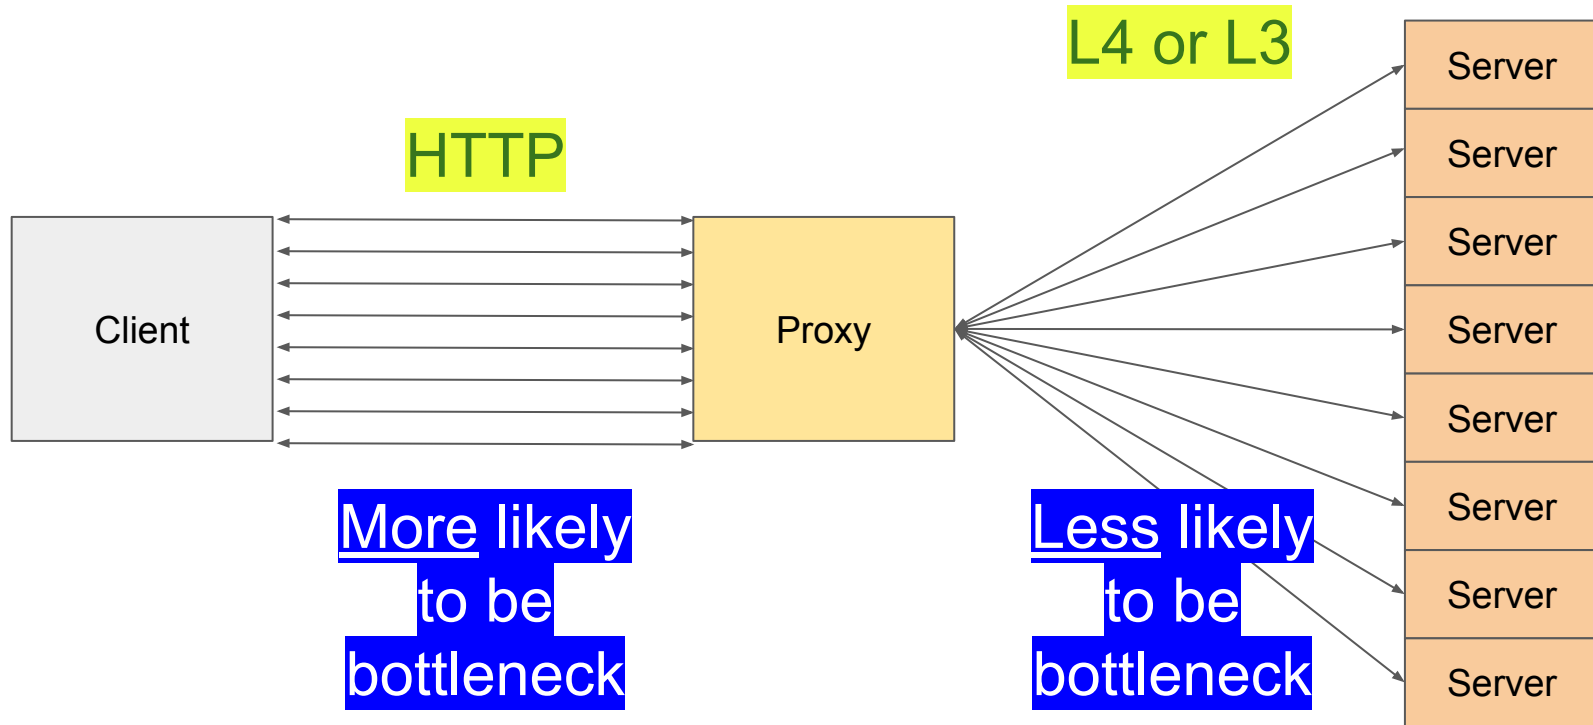 L4 or L3
HTTP
Client
Proxy
Server
Server
Server
Server
Server
Server
Server
Server
More likely
to be
bottleneck
Less likely
to be
bottleneck